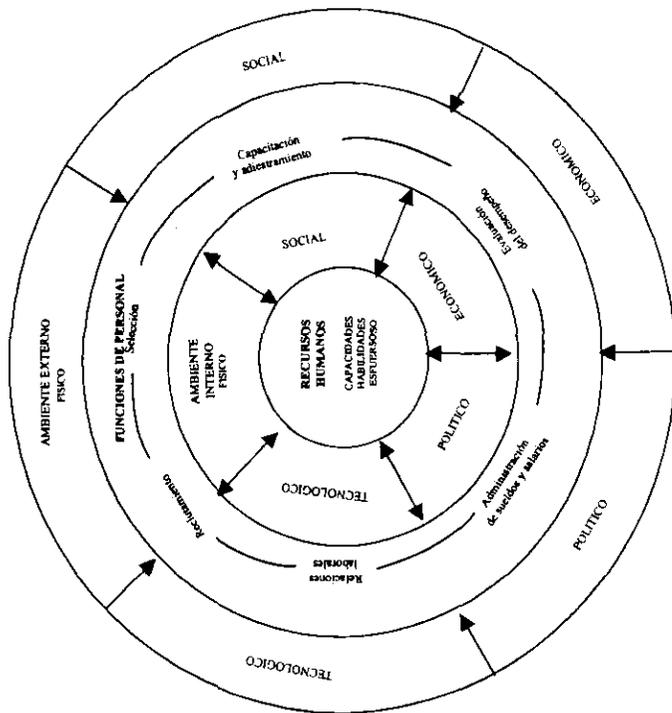 AMBIENTE EXTERNO
FISICO
SOCIAL
ECONOMICO
POLITICO
TECNOLOGICO
FUNCIONES DE PERSONAL
Selección
Capacitación
y adiestramiento
Evaluación
del desempeño
Administración
de sueldos y salarios
Relaciones
laborales
Reclutamiento
AMBIENTE
INTERNO
FISICO
SOCIAL
ECONOMICO
POLITICO
TECNOLOGICO
RECURSOS
HUMANOS
CAPACIDADES
HABILIDADES
ESFUERSOSO